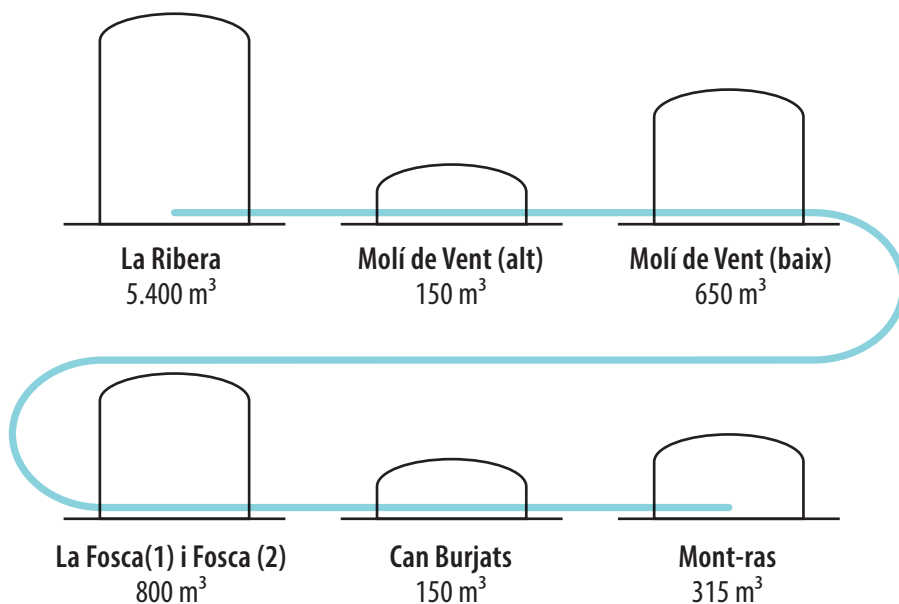 La Ribera
5.400 m³
Molí de Vent (alt)
150 m³
Molí de Vent (baix)
650 m³
La Fosca(1) i Fosca (2)
800 m³
Can Burjats
150 m³
Mont-ras
315 m³